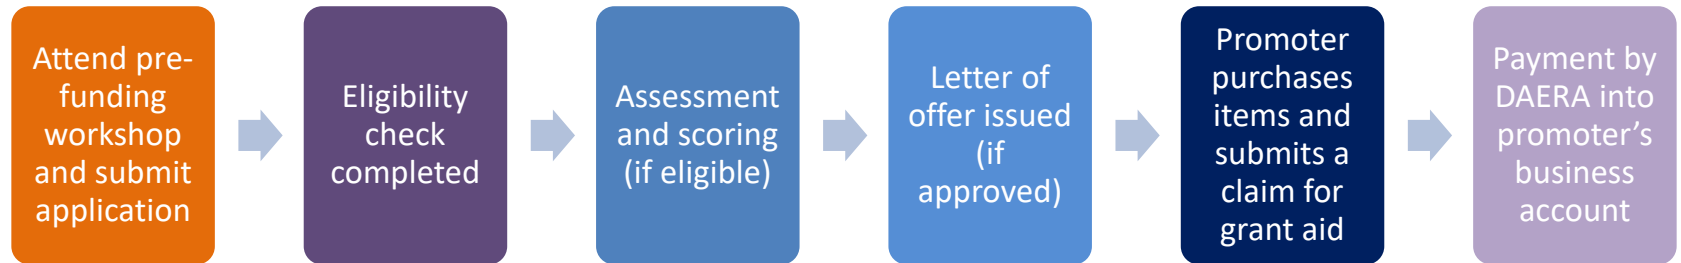 Attend pre-
funding
workshop
and submit
application
Eligibility
check
completed
Assessment
and scoring
(if eligible)
Letter of
offer issued
(if
approved)
Promoter
purchases
items and
submits a
claim for
grant aid
Payment by
DAERA into
promoter’s
business
account